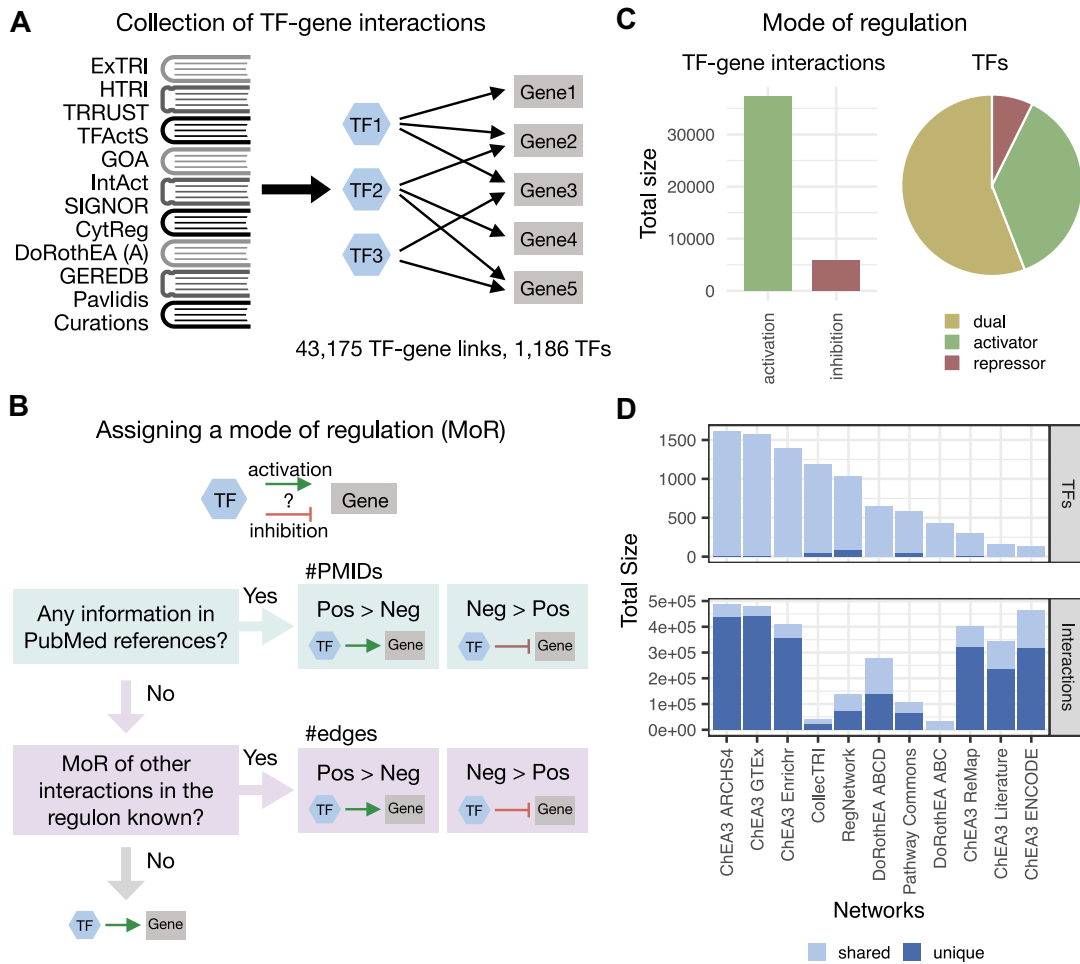 A
Collection of TF-gene interactions
ExTRI
HTRI
TRRUST
TFActS
GOA
IntAct
SIGNOR
CytReg
DoRothEA (A)
GEREDB
Pavlidis
Curations
TF1
TF2
TF3
Gene1
Gene2
Gene3
Gene4
Gene5
43,175 TF-gene links, 1,186 TFs
B
Assigning a mode of regulation (MoR)
activation
TF
?
Gene
inhibition
#PMIDs
Any information in
PubMed references?
Yes
Pos > Neg
TF
Gene
Neg > Pos
TF
Gene
No
#edges
MoR of other
interactions in the
regulon known?
Yes
Pos > Neg
TF
Gene
Neg > Pos
TF
Gene
No
TF
Gene
C
Mode of regulation
TF-gene interactions
Total size
30000
20000
10000
0
activation
inhibition
TFs
dual
activator
repressor
D
Total Size
1500
1000
500
0
TFs
5e+05
4e+05
3e+05
2e+05
1e+05
0e+00
Interactions
ChEA3 ARCHS4
ChEA3 GTEx
ChEA3 Enrichr
CollecTRI
RegNetwork
DoRothEA ABCD
Pathway Commons
DoRothEA ABC
ChEA3 ReMap
ChEA3 Literature
ChEA3 ENCODE
Networks
shared
unique